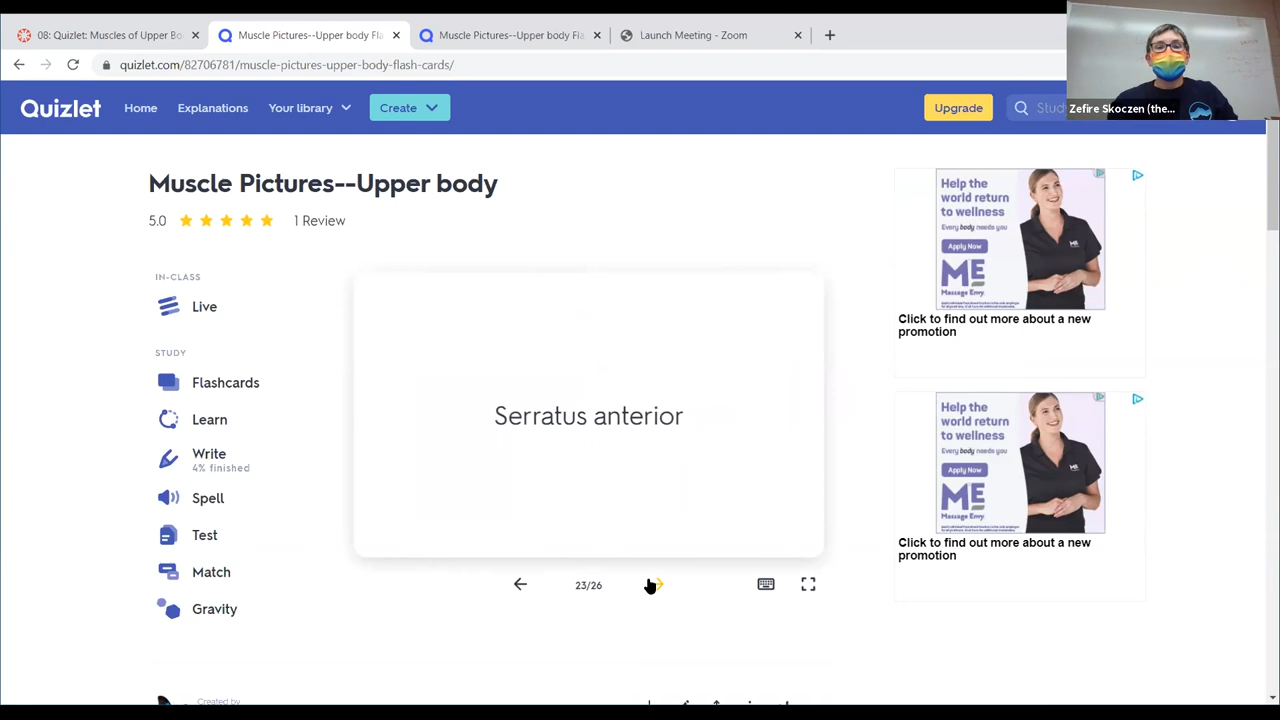 08: Quizlet: Muscles of Upper Bo
Muscle Pictures--Upper body Fla
Muscle Pictures--Upper body Fla
Launch Meeting - Zoom
quizlet.com/82706781/muscle-pictures-upper-body-flash-cards/
Zefire Skoczen (the...
Quizlet
Home
Explanations
Your library
Create
Upgrade
Stud
Muscle Pictures--Upper body
5.0
1 Review
IN-CLASS
Live
STUDY
Flashcards
Learn
Write
4% finished
Spell
Test
Match
Gravity
Serratus anterior
23/26
Created by
Help the
world return
to wellness
Every body needs you
Apply Now
ME
Massage Envy
Click to find out more about a new
promotion
Help the
world return
to wellness
Every body needs you
Apply Now
ME
Massage Envy
Click to find out more about a new
promotion